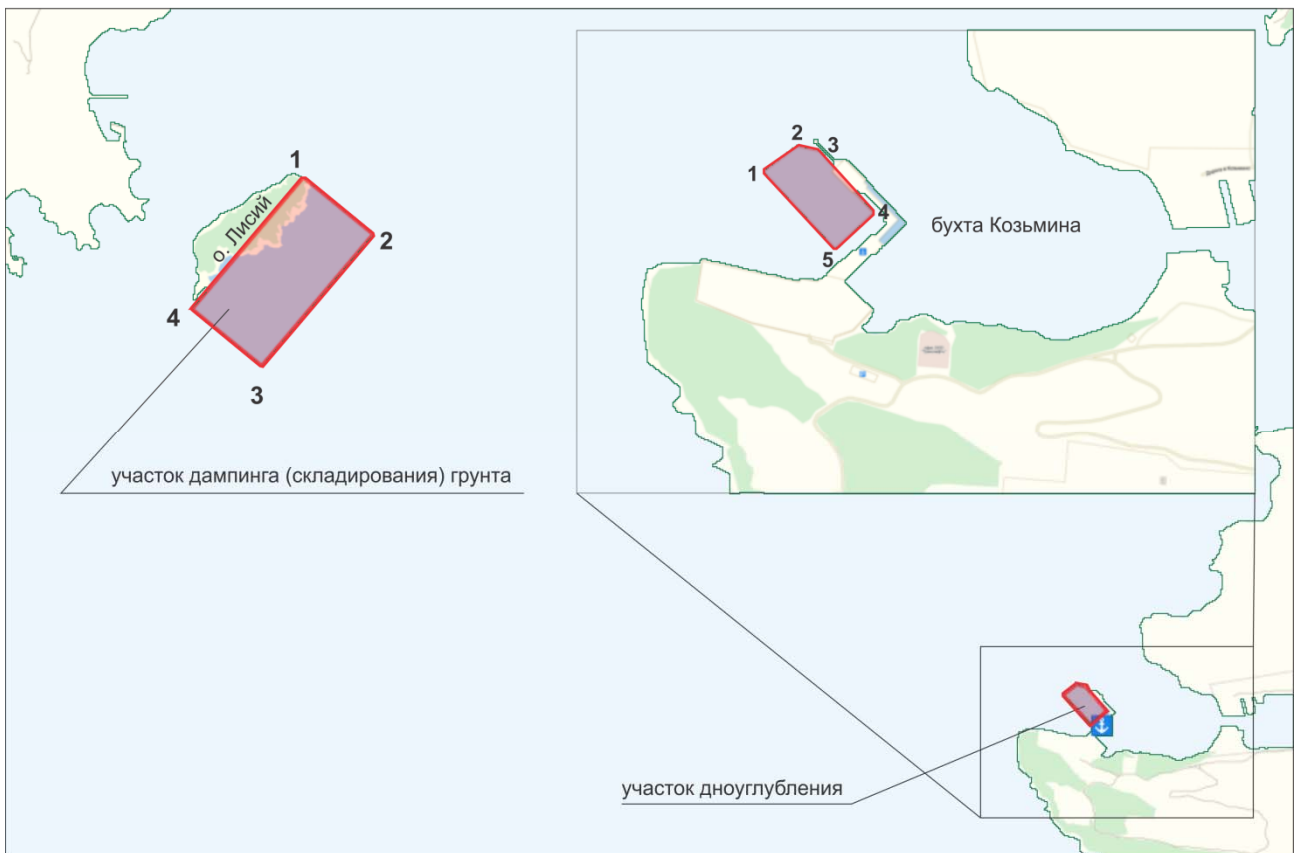 1
2
3
4
о. Лисий
участок дампинга (складирования) грунта
1
2
3
4
5
бухта Козьмина
участок дноуглубления